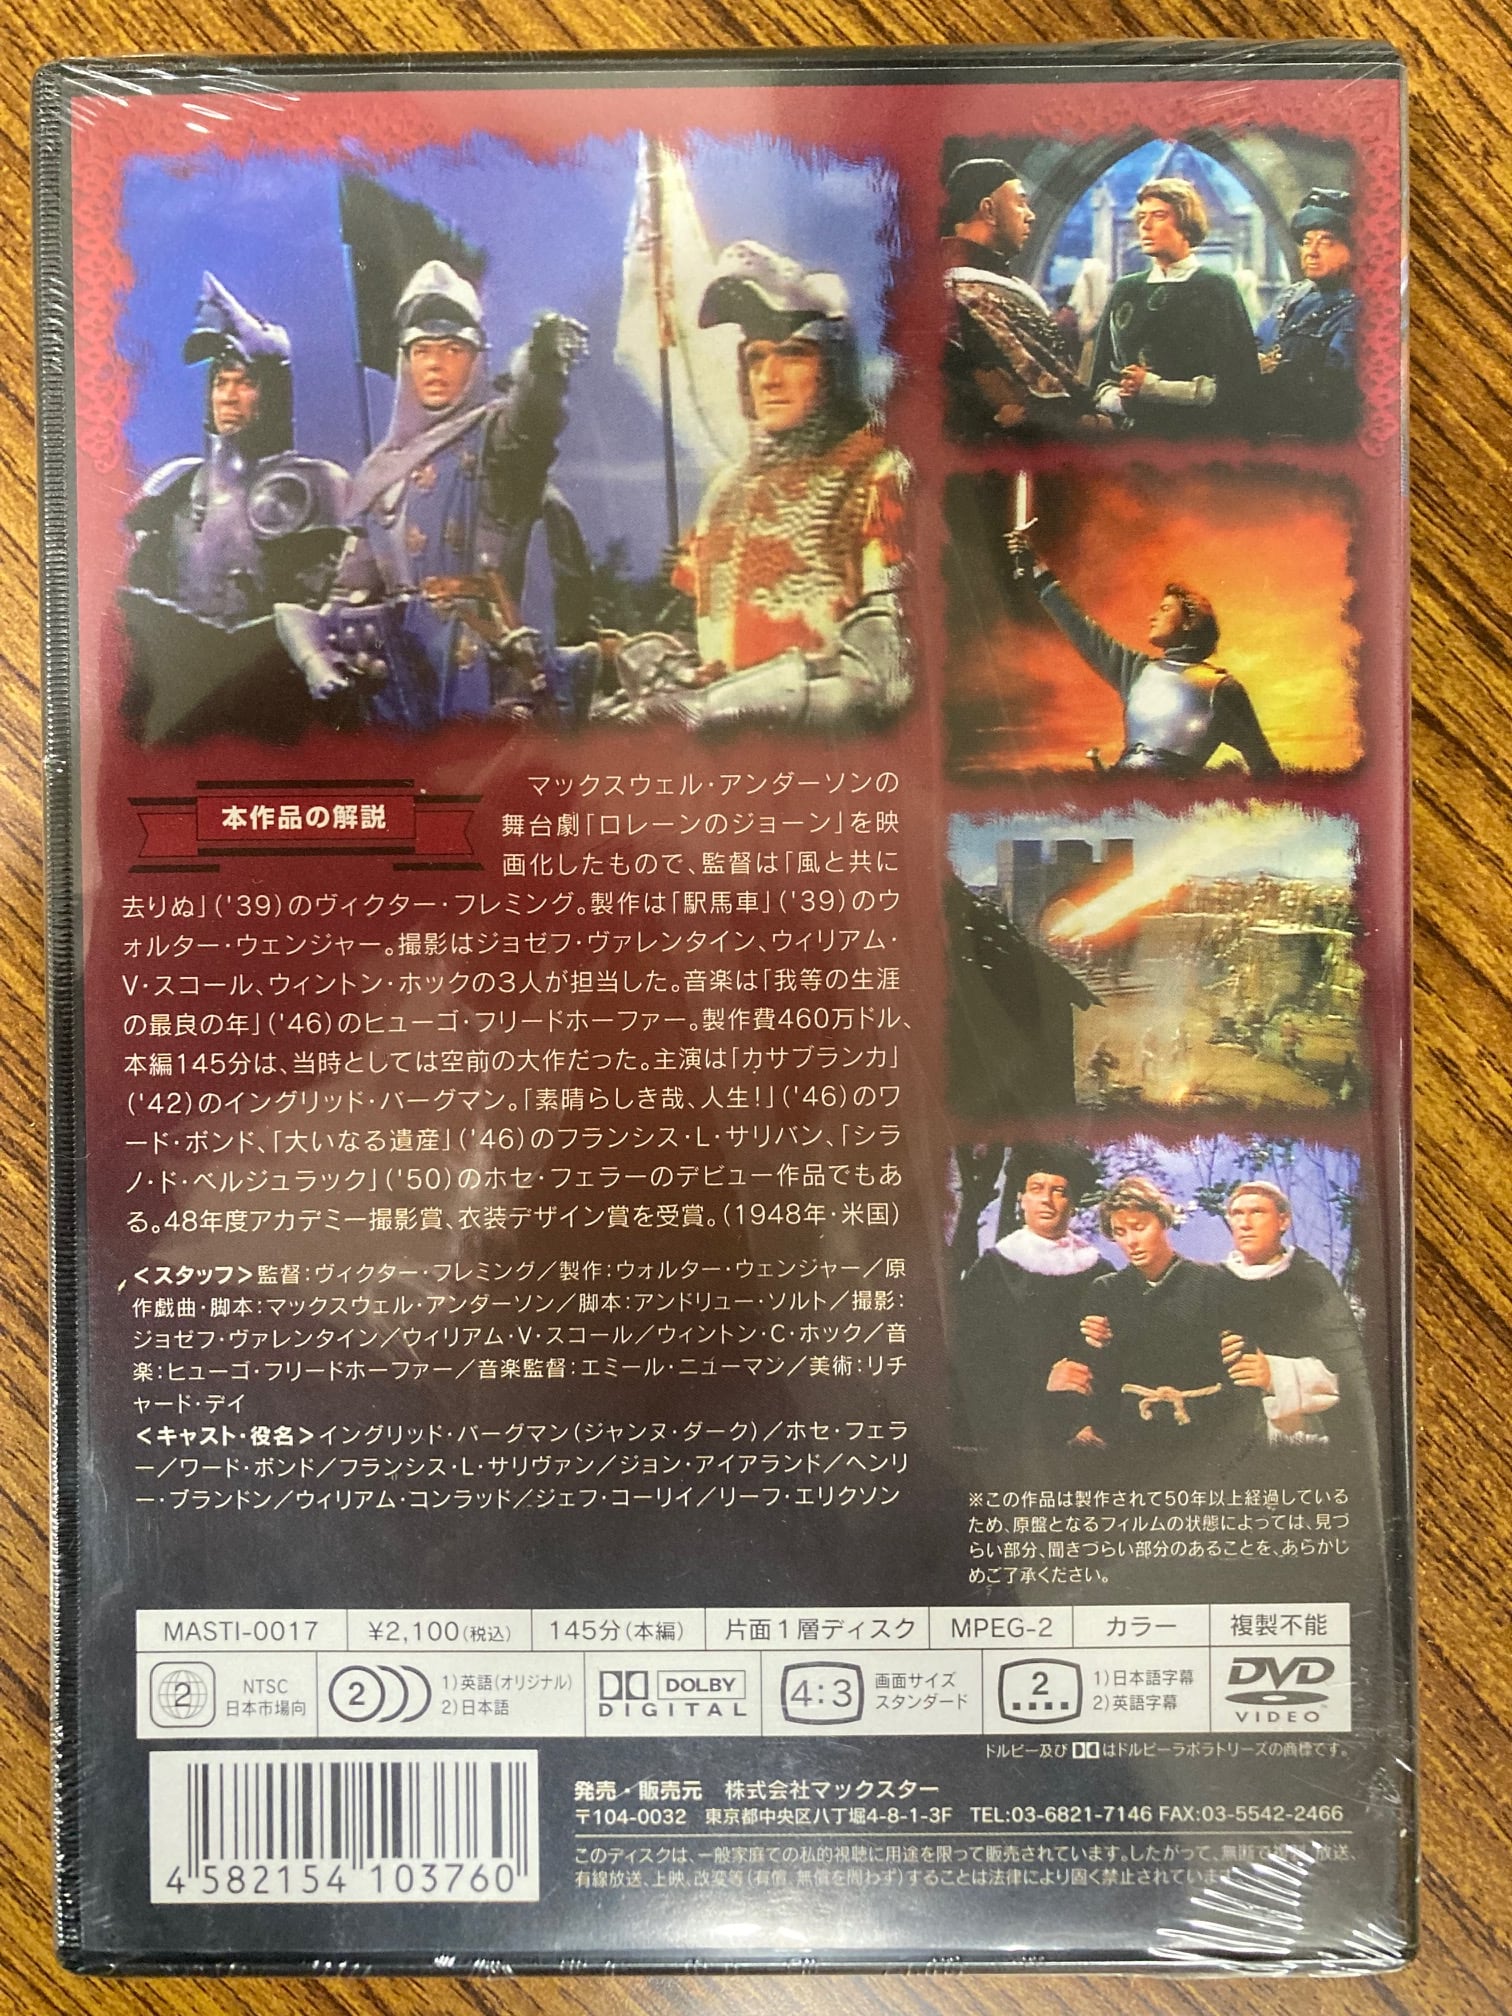 本作品の解説
マックスウェル・アンダーソンの
舞台劇「ロレーンのジョーン」を映
画化したもので、監督は「風と共に
去りぬ」('39)のヴィクター・フレミング。製作は「駅馬車」('39)のウ
ォルター・ウェンジャー。撮影はジョゼフ・ヴァレンタイン、ウィリアム・
V・スコール、ウィントン・ホックの3人が担当した。音楽は「我等の生涯
の最良の年」('46)のヒューゴ・フリードホーファー。製作費460万ドル、
本編145分は、当時としては空前の大作だった。主演は「カサブランカ」
('42)のイングリッド・バーグマン。「素晴らしき哉、人生!」('46)のワ
ード・ボンド、「大いなる遺産」('46)のフランシス・L・サリバン、「シラ
ノ・ド・ベルジュラック」('50)のホセ・フェラーのデビュー作品でもあ
る。48年度アカデミー撮影賞、衣装デザイン賞を受賞。(1948年・米国)
<スタッフ>監督:ヴィクター・フレミング/製作:ウォルター・ウェンジャー/原
作戯曲・脚本:マックスウェル・アンダーソン/脚本:アンドリュー・ソルト/撮影:
ジョゼフ・ヴァレンタイン/ウィリアム・V・スコール/ウィントン・C・ホック/音
楽:ヒューゴ・フリードホーファー/音楽監督:エミール・ニューマン/美術:リチ
ャード・デイ
<キャスト・役名>イングリッド・バーグマン(ジャンヌ・ダーク)/ホセ・フェラ
ー/ワード・ボンド/フランシス・L・サリヴァン/ジョン・アイアランド/ヘンリ
ー・ブランドン/ウィリアム・コンラッド/ジェフ・コーリイ/リーフ・エリクソン
※この作品は製作されて50年以上経過している
ため、原盤となるフィルムの状態によっては、見づ
らい部分、聞きづらい部分のあることを、あらかじ
めご了承ください。
MASTI-0017 ¥2,100(税込) 145分(本編) 片面1層ディスク MPEG-2 カラー 複製不能
2 NTSC
日本市場向
2 1)英語(オリジナル)
2)日本語
DOLBY
DIGITAL
4:3 画面サイズ
スタンダード
2 1)日本語字幕
2)英語字幕
DVD
VIDEO
ドルビー及び はドルビーラボラトリーズの商標です。
4 582154 103760
発売・販売元 株式会社マックスター
〒104-0032 東京都中央区八丁堀4-8-1-3F TEL:03-6821-7146 FAX:03-5542-2466
このディスクは、一般家庭での私的視聴に用途を限って販売されています。したがって、無断で複製、放送、
有線放送、上映、改変等(有償、無償を問わず)することは法律により固く禁止されています。